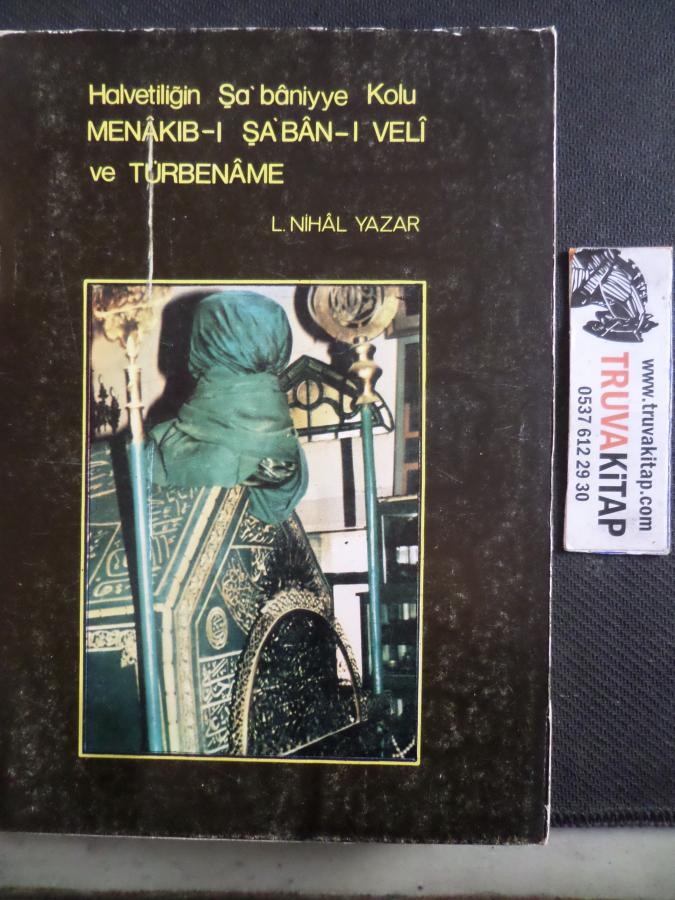 Halvetiliğin Şa`bâniyye Kolu
MENÂKIB-I ŞA`BÂN-I VELÎ
ve TÜRBENÂME
L. NİHÂL YAZAR
www.truvakitap.com
TRUVAKİTAP
0537 612 29 30